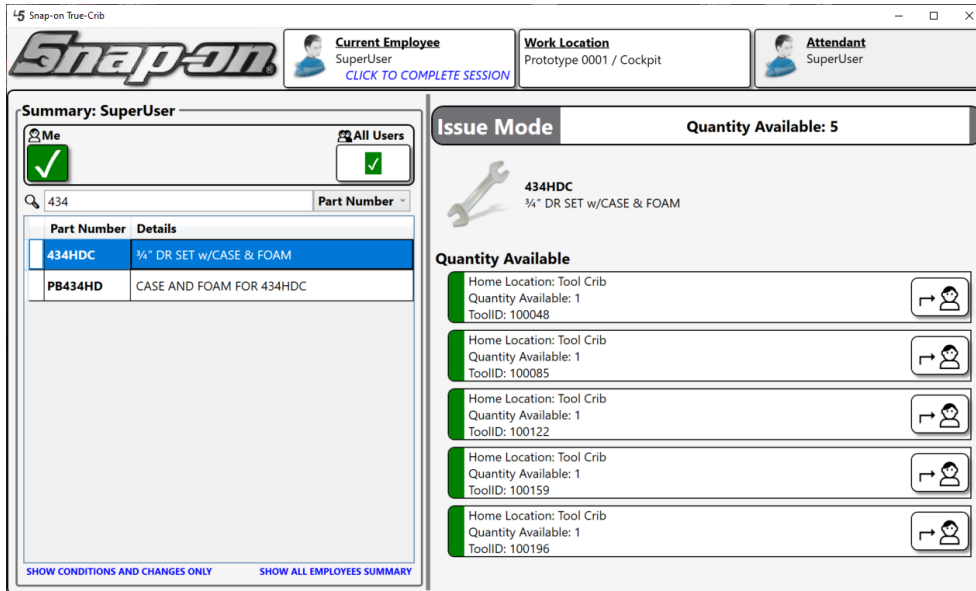 L5 Snap-on True-Crib
Snap-on
Current Employee
SuperUser
CLICK TO COMPLETE SESSION
Work Location
Prototype 0001 / Cockpit
Attendant
SuperUser
Summary: SuperUser
Me
All Users
434
Part Number
Part Number Details
434HDC ¾” DR SET w/CASE & FOAM
PB434HD CASE AND FOAM FOR 434HDC
SHOW CONDITIONS AND CHANGES ONLY SHOW ALL EMPLOYEES SUMMARY
Issue Mode
Quantity Available: 5
434HDC
¾” DR SET w/CASE & FOAM
Quantity Available
Home Location: Tool Crib
Quantity Available: 1
ToolID: 100048
Home Location: Tool Crib
Quantity Available: 1
ToolID: 100085
Home Location: Tool Crib
Quantity Available: 1
ToolID: 100122
Home Location: Tool Crib
Quantity Available: 1
ToolID: 100159
Home Location: Tool Crib
Quantity Available: 1
ToolID: 100196